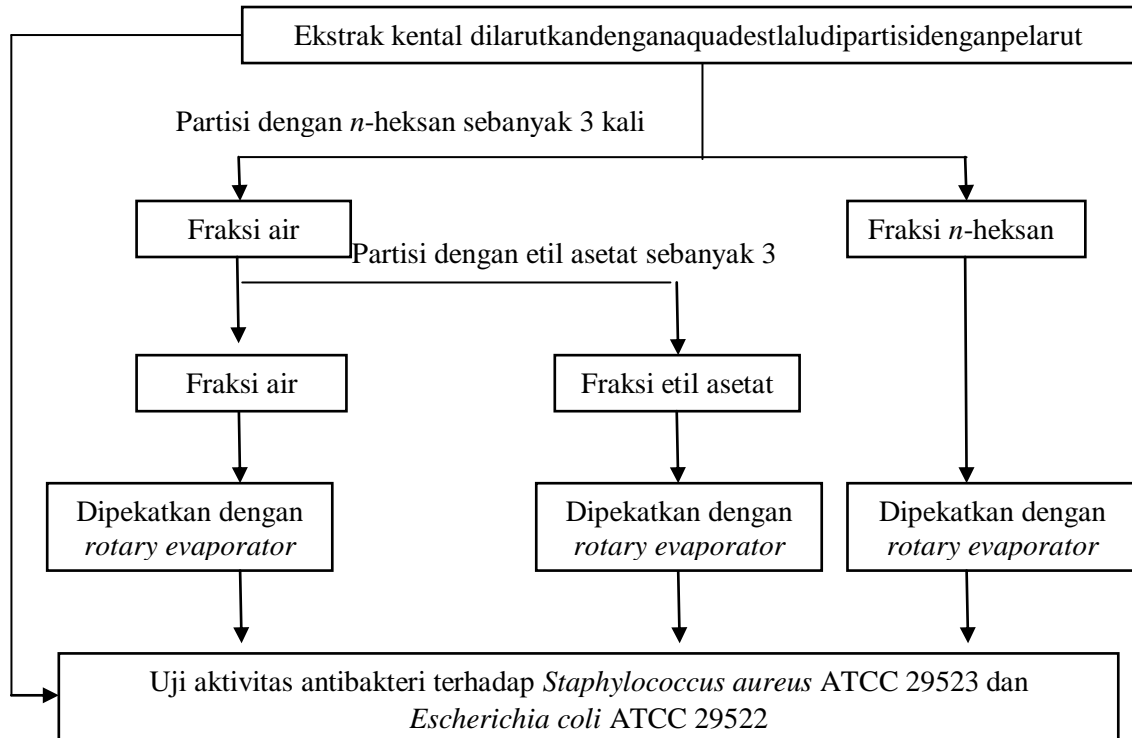 Ekstrak kental dilarutkandenganaquadestlaludipartisidenganpelarut
Partisi dengan n-heksan sebanyak 3 kali
Fraksi air
Fraksi n-heksan
Partisi dengan etil asetat sebanyak 3
Fraksi air
Fraksi etil asetat
Dipekatkan dengan
rotary evaporator
Dipekatkan dengan
rotary evaporator
Dipekatkan dengan
rotary evaporator
Uji aktivitas antibakteri terhadap Staphylococcus aureus ATCC 29523 dan
Escherichia coli ATCC 29522